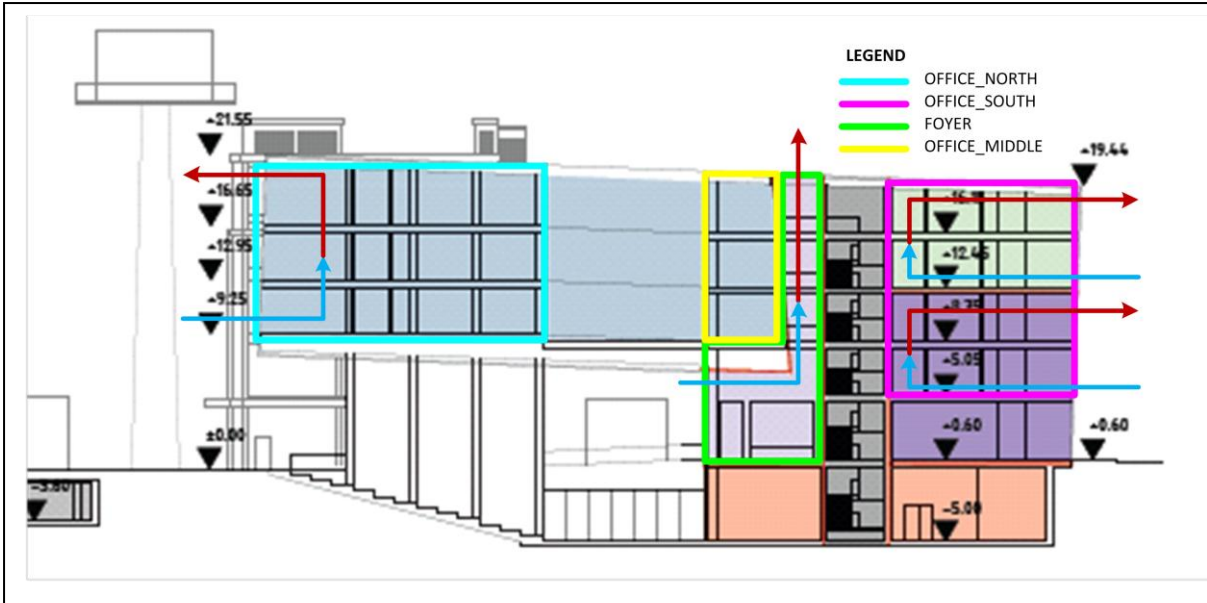 LEGEND
OFFICE_NORTH
OFFICE_SOUTH
FOYER
OFFICE_MIDDLE
21.55
19.44
16.65
12.95
12.45
9.25
5.05
±0.00
0.60
0.60
-5.00